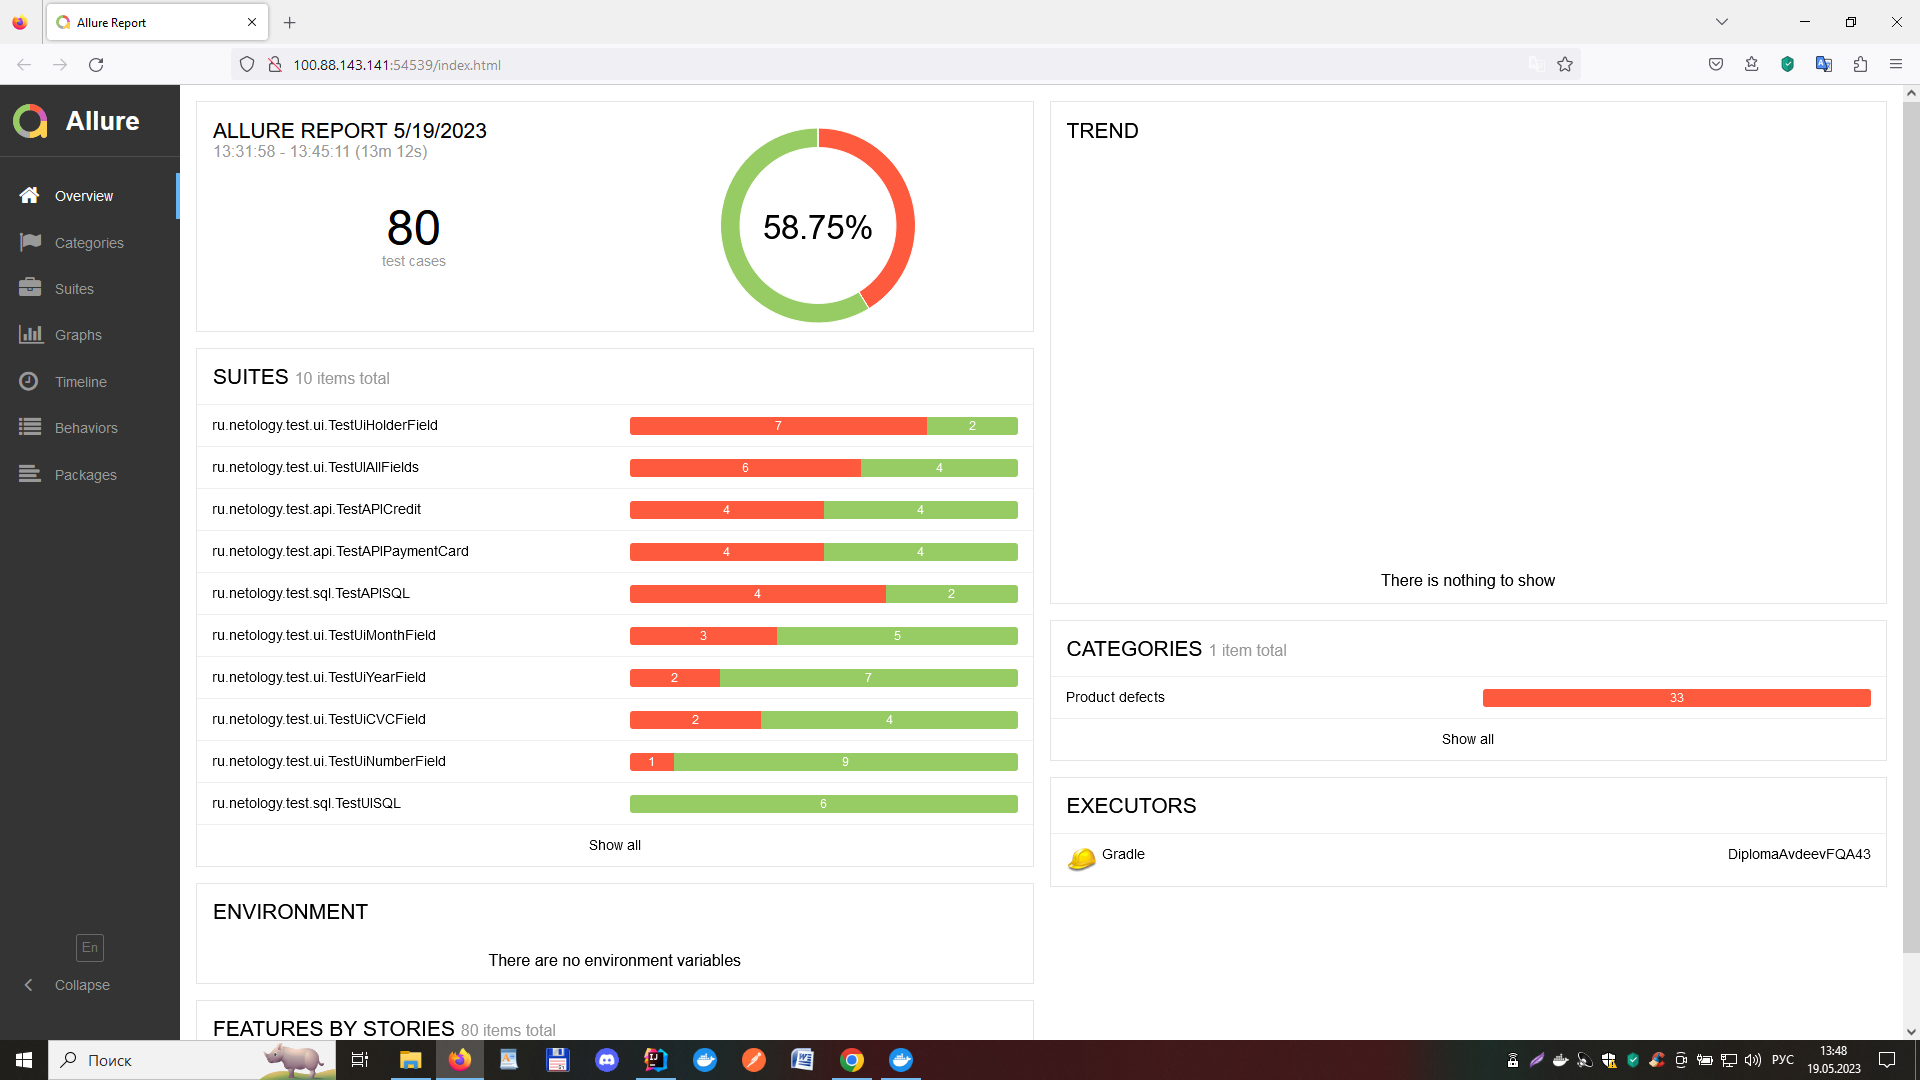 Allure Report
100.88.143.141:54539/index.html
Allure
Overview
Categories
Suites
Graphs
Timeline
Behaviors
Packages
En
Collapse
ALLURE REPORT 5/19/2023
13:31:58 - 13:45:11 (13m 12s)
80
test cases
58.75%
SUITES 10 items total
ru.netology.test.ui.TestUiHolderField 7 2
ru.netology.test.ui.TestUIAllFields 6 4
ru.netology.test.api.TestAPICredit 4 4
ru.netology.test.api.TestAPIPaymentCard 4 4
ru.netology.test.sql.TestAPISQL 4 2
ru.netology.test.ui.TestUiMonthField 3 5
ru.netology.test.ui.TestUiYearField 2 7
ru.netology.test.ui.TestUiCVCField 2 4
ru.netology.test.ui.TestUiNumberField 1 9
ru.netology.test.sql.TestUISQL 6
Show all
ENVIRONMENT
There are no environment variables
FEATURES BY STORIES 80 items total
TREND
There is nothing to show
CATEGORIES 1 item total
Product defects 33
Show all
EXECUTORS
Gradle DiplomaAvdeevFQA43
Поиск
РУС
13:48
19.05.2023